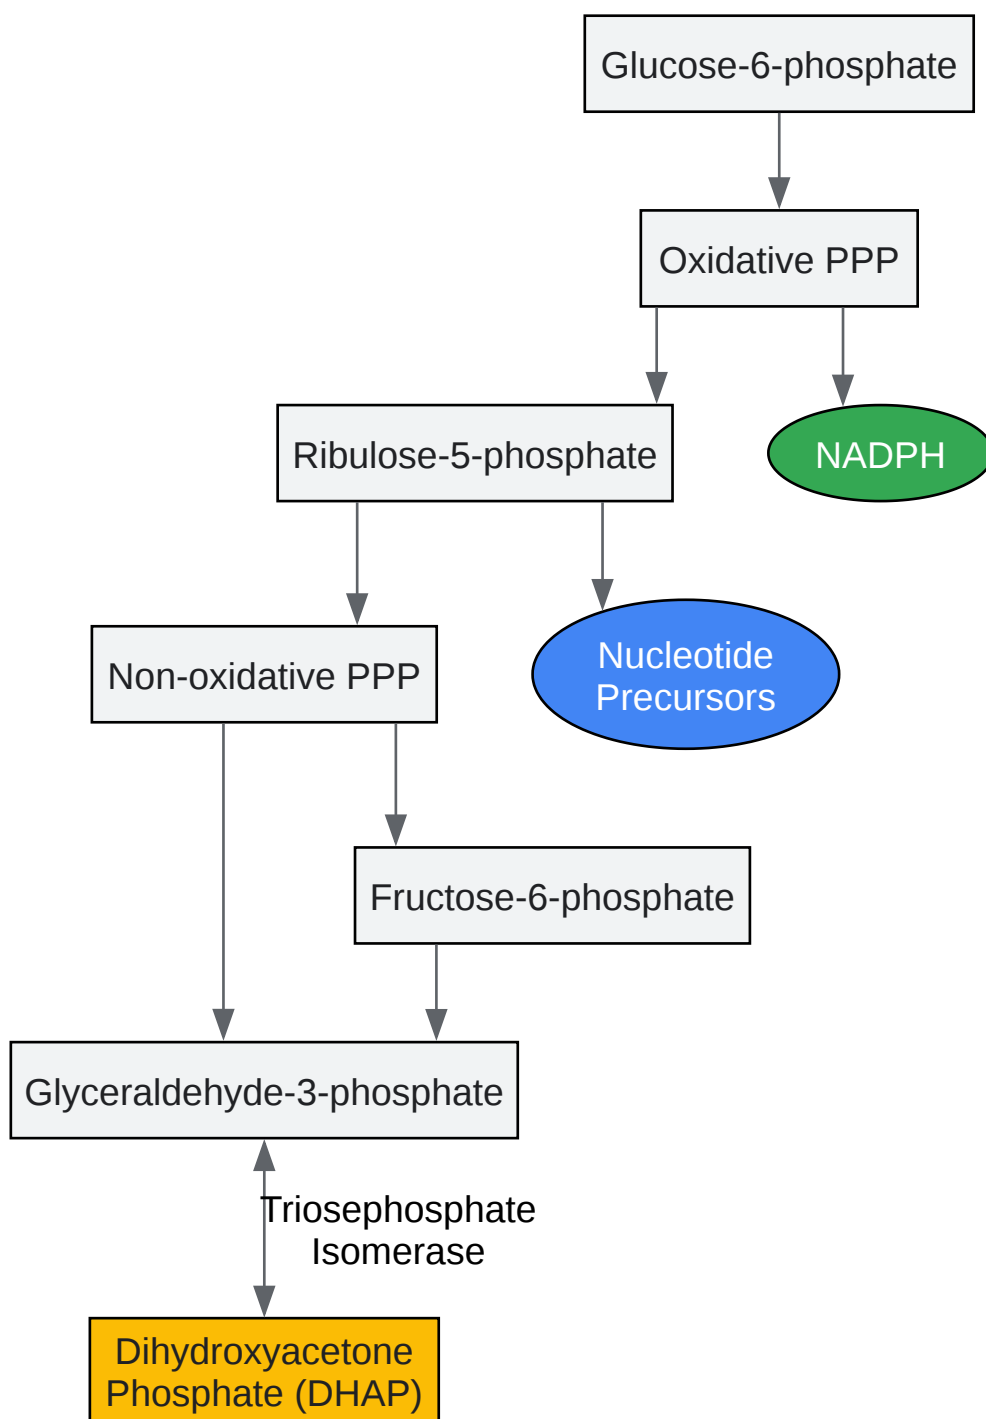 Glucose-6-phosphate
Oxidative PPP
Ribulose-5-phosphate
NADPH
Nucleotide
Precursors
Non-oxidative PPP
Fructose-6-phosphate
Glyceraldehyde-3-phosphate
Triosephosphate
Isomerase
Dihydroxyacetone
Phosphate (DHAP)